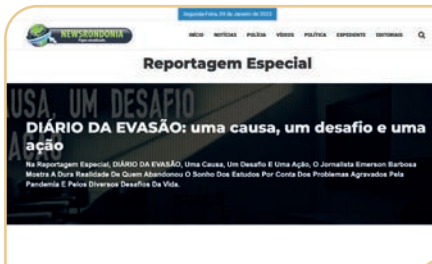 Segunda-Feira, 09 de Janeiro de 2023
NEWSRONDONIA
INÍCIO NOTÍCIAS POLÍCIA VÍDEOS POLÍTICA EXPEDIENTE EDITORIAIS
Reportagem Especial
USA, UM DESAFIO
AÇÃO
DIÁRIO DA EVASÃO: uma causa, um desafio e uma
ação
Na Reportagem Especial, DIÁRIO DA EVASÃO, Uma Causa, Um Desafio E Uma Ação, O Jornalista Emerson Barbosa
Mostra A Dura Realidade De Quem Abandonou O Sonho Dos Estudos Por Conta Dos Problemas Agravados Pela
Pandemia E Pelos Diversos Desafios Da Vida.